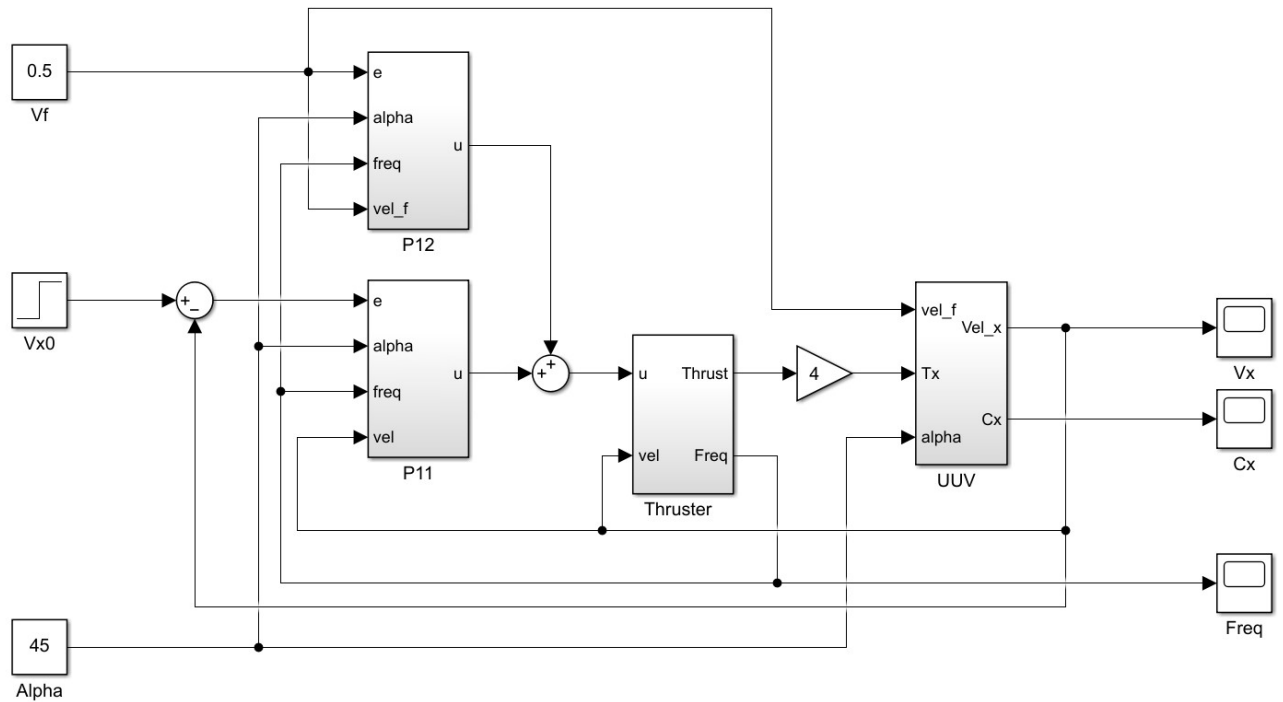 0.5
Vf
e
alpha
freq
vel_f
u
P12
Vx0
+
−
e
alpha
freq
vel
u
P11
+
+
u
vel
Thrust
Freq
Thruster
4
vel_f
Tx
alpha
Vel_x
Cx
UUV
Vx
Cx
Freq
45
Alpha